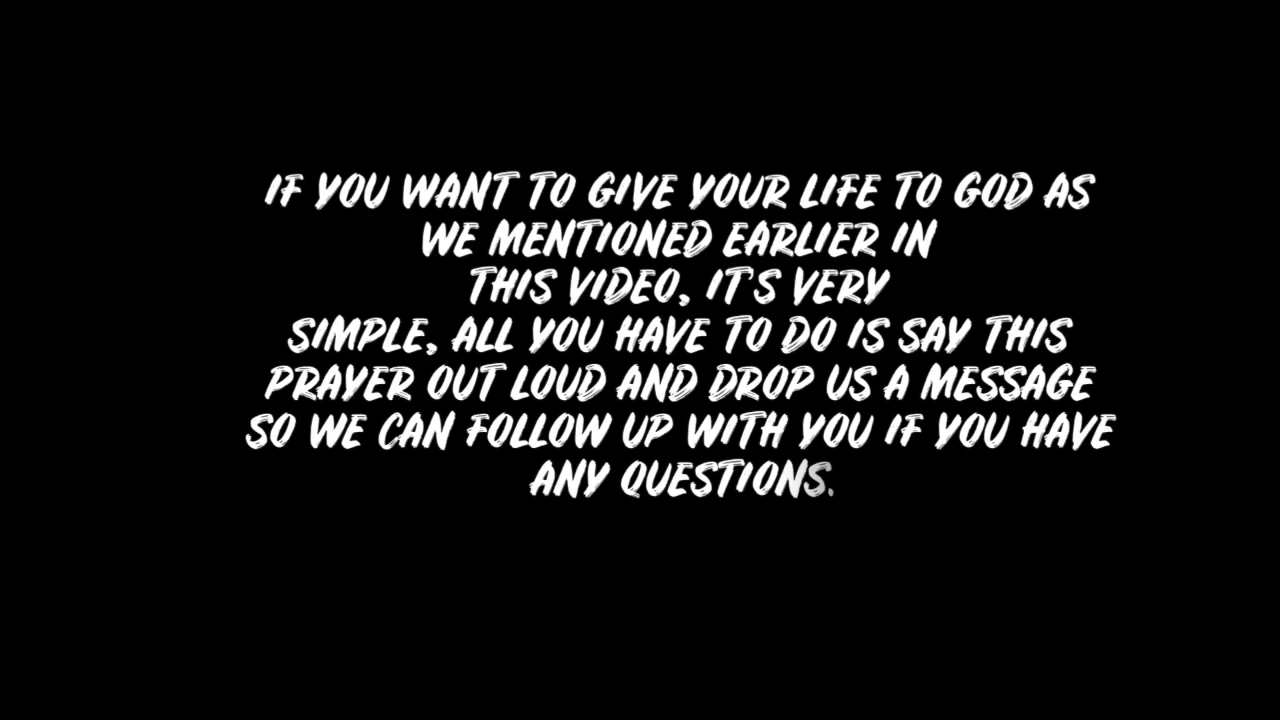 IF YOU WANT TO GIVE YOUR LIFE TO GOD AS
WE MENTIONED EARLIER IN
THIS VIDEO, IT'S VERY
SIMPLE, ALL YOU HAVE TO DO IS SAY THIS
PRAYER OUT LOUD AND DROP US A MESSAGE
SO WE CAN FOLLOW UP WITH YOU IF YOU HAVE
ANY QUESTIONS.